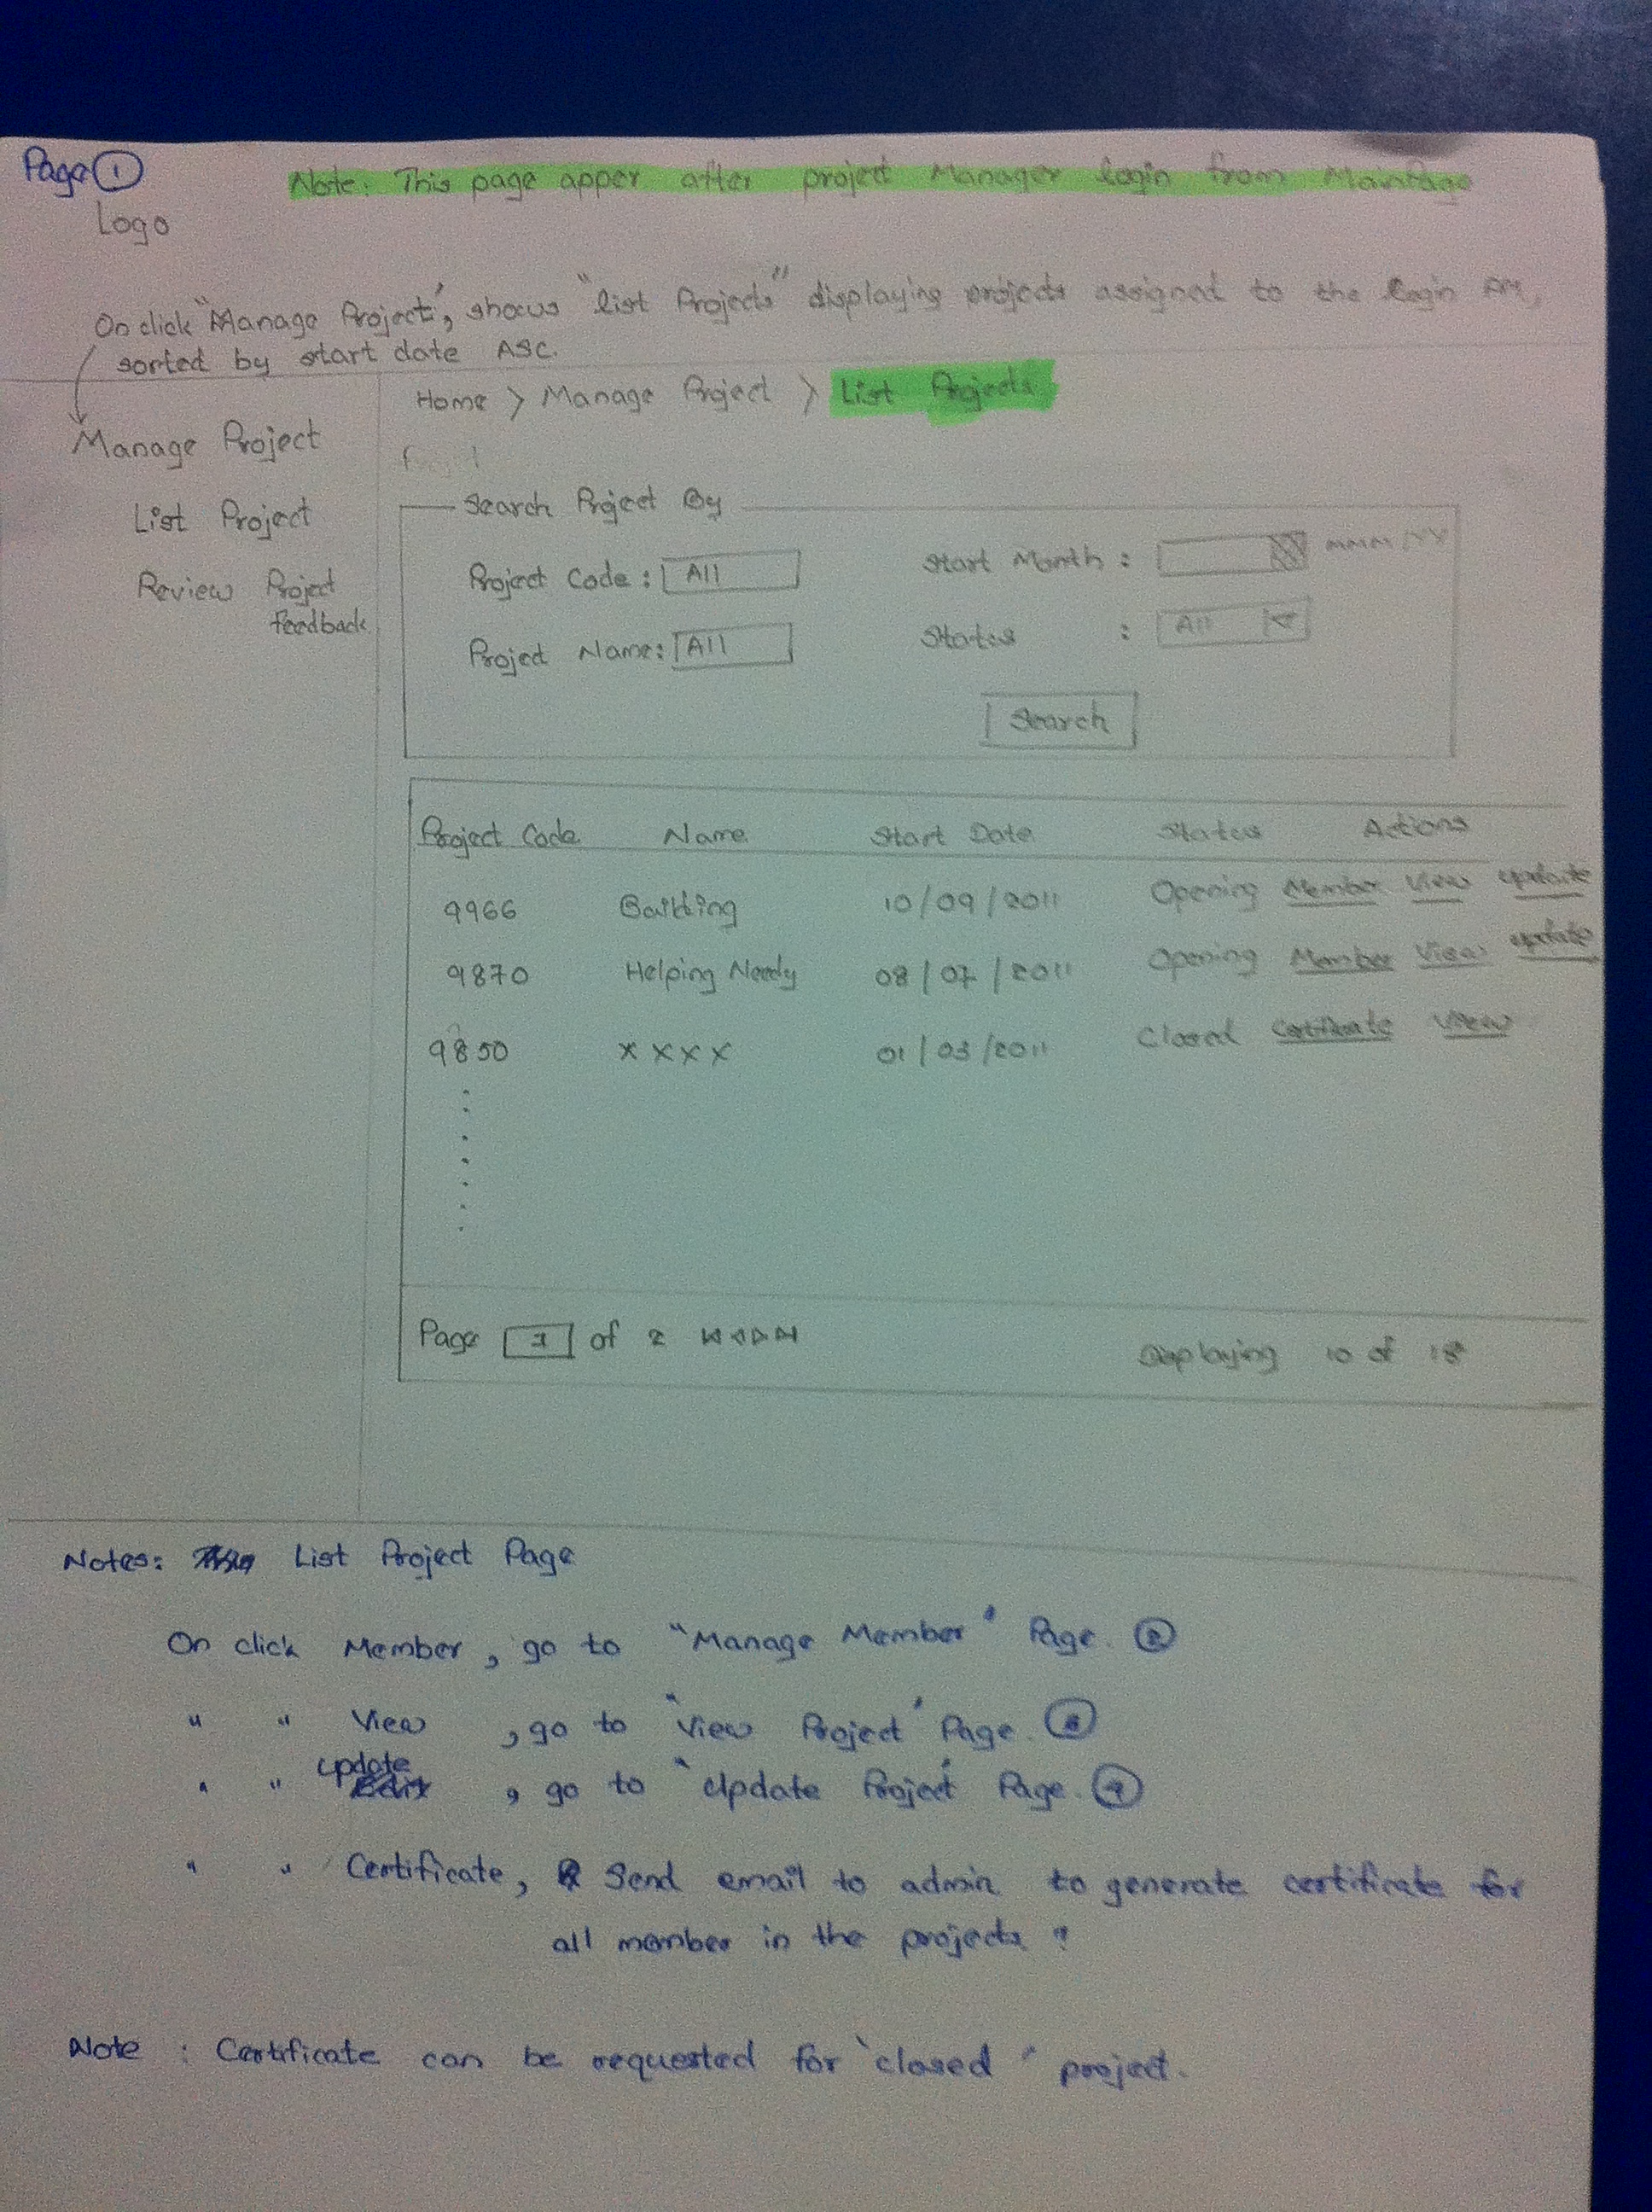 Page 1
Note: This page apper after project Manager login from
Logo
On click "Manage Project", shows "list Projects" displaying projects assigned to the login PM,
sorted by start date ASC.
Home > Manage Project > List Projects
Manage Project
List Project
Review Project
feedback
Search Project By
Project Code: All
Start Month : MMM/YY
Project Name: All
Status : All
Search
Project Code Name Start Date Status Actions
9966 Building 10/09/2011 Opening Member View update
9870 Helping Needy 08/07/2011 Opening Member View update
9850 xxxx 01/03/2011 Closed Certificate View
Page 1 of 2
Displaying 10 of 18
Notes: List Project Page
On click Member, go to "Manage Member" Page.
" " View , go to "View Project" Page.
" " update , go to "Update Project" Page.
" " Certificate, Send email to admin to generate certificate for
all member in the projects ?
Note : Certificate can be requested for 'closed' project.